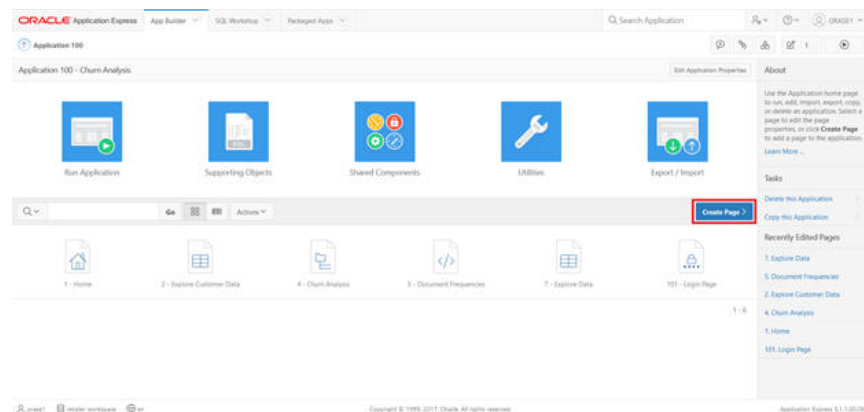 ORACLE Application Express App Builder SQL Workshop Packaged Apps Search Application ORASE1
Application 100 1
Application 100 - Churn Analysis Edit Application Properties
Run Application Supporting Objects Shared Components Utilities Export / Import
Go Actions Create Page >
1 - Home 2 - Explore Customer Data 4 - Churn Analysis 5 - Document Frequencies 7 - Explore Data 101 - Login Page
1 - 6
About
Use the Application home page
to run, edit, import, export, copy,
or delete an application. Select a
page to edit the page
properties, or click Create Page
to add a page to the application.
Learn More ...
Tasks
Delete this Application
Copy this Application
Recently Edited Pages
7. Explore Data
5. Document Frequencies
2. Explore Customer Data
4. Churn Analysis
1. Home
101. Login Page
orase1 retailer workspace en Copyright © 1999, 2017, Oracle. All rights reserved. Application Express 5.1.1.00.08